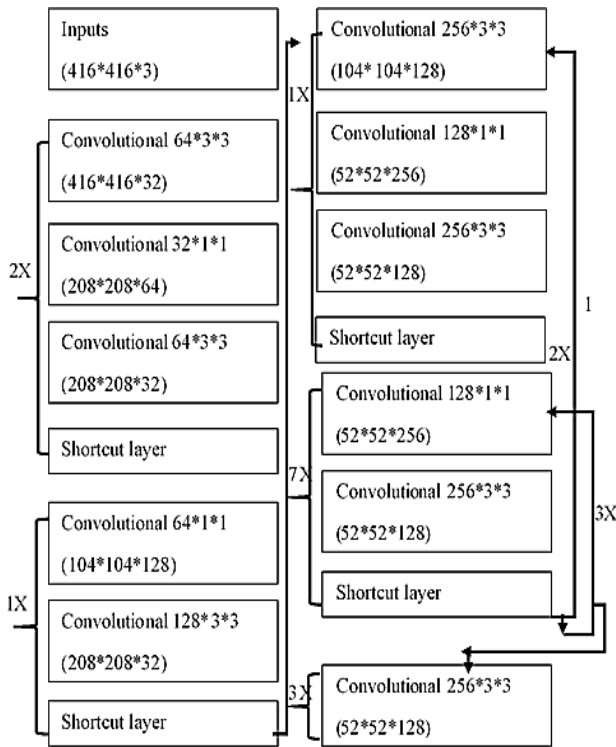 Inputs
(416*416*3)
2X
Convolutional 64*3*3
(416*416*32)
Convolutional 32*1*1
(208*208*64)
Convolutional 64*3*3
(208*208*32)
Shortcut layer
1X
Convolutional 64*1*1
(104*104*128)
Convolutional 128*3*3
(208*208*32)
Shortcut layer
1X
Convolutional 256*3*3
(104*104*128)
Convolutional 128*1*1
(52*52*256)
Convolutional 256*3*3
(52*52*128)
Shortcut layer
1
2X
7X
Convolutional 128*1*1
(52*52*256)
Convolutional 256*3*3
(52*52*128)
Shortcut layer
3X
3X
Convolutional 256*3*3
(52*52*128)